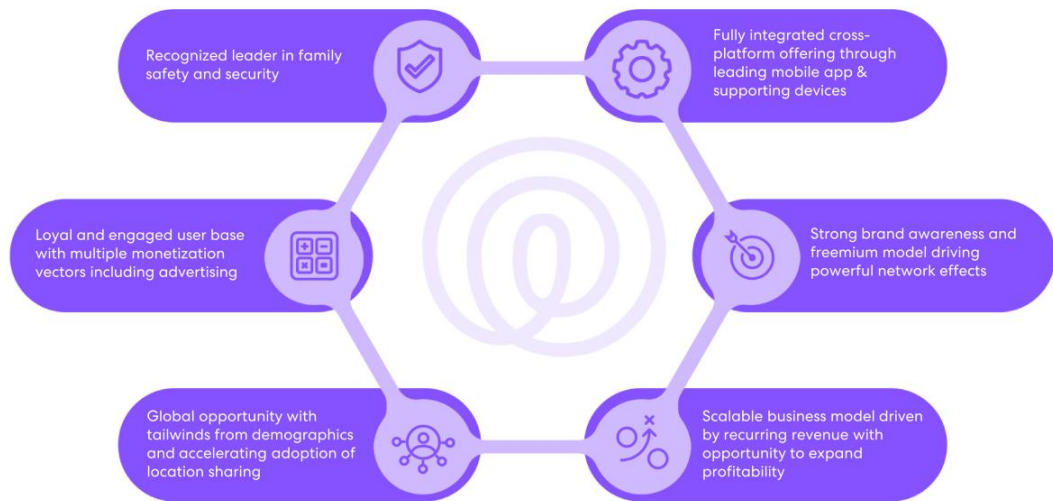 Recognized leader in family
safety and security
Fully integrated cross-
platform offering through
leading mobile app &
supporting devices
Loyal and engaged user base
with multiple monetization
vectors including advertising
Strong brand awareness and
freemium model driving
powerful network effects
Global opportunity with
tailwinds from demographics
and accelerating adoption of
location sharing
Scalable business model driven
by recurring revenue with
opportunity to expand
profitability